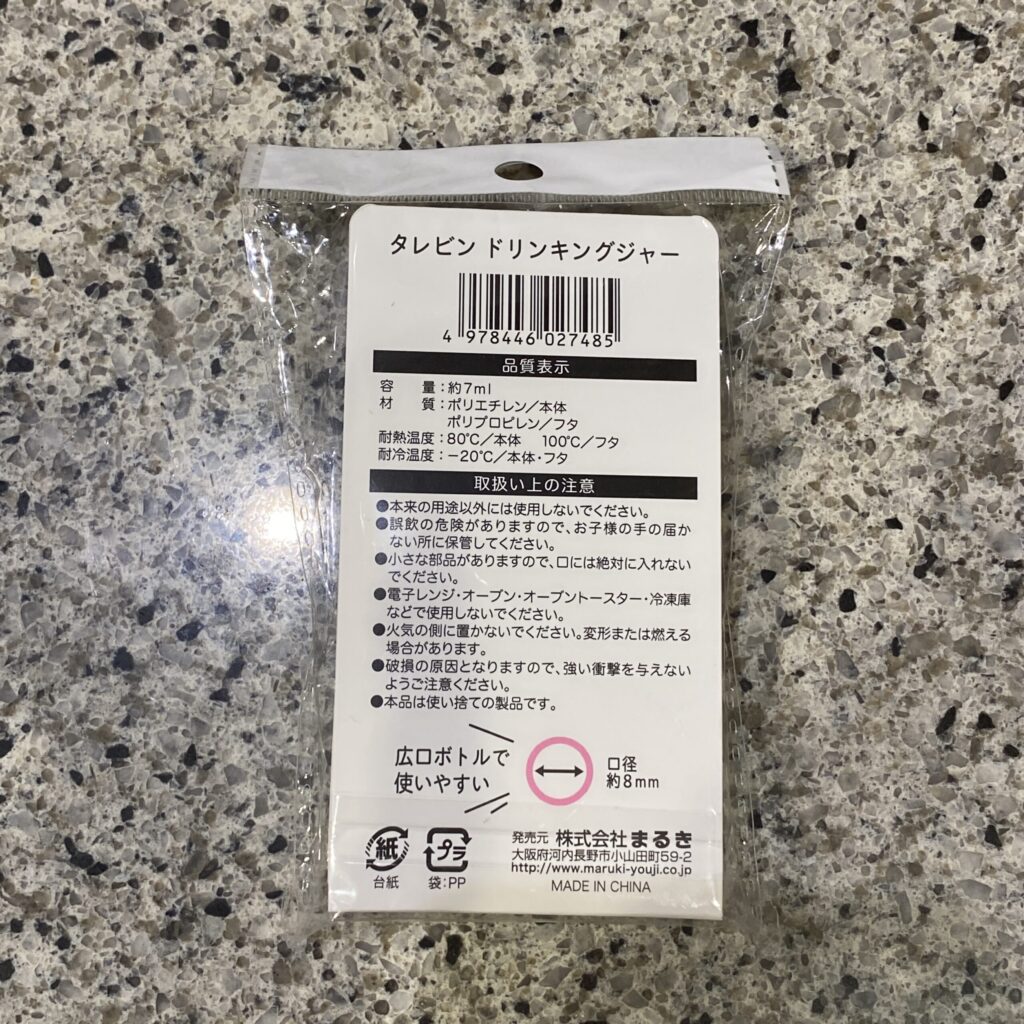 タレビン ドリンキングジャー
4 978446 027485
品質表示
容　量：約7ml
材　質：ポリエチレン／本体
ポリプロピレン／フタ
耐熱温度：80℃／本体　100℃／フタ
耐冷温度：−20℃／本体・フタ
取扱い上の注意
●本来の用途以外には使用しないでください。
●誤飲の危険がありますので、お子様の手の届か
ない所に保管してください。
●小さな部品がありますので、口には絶対に入れない
でください。
●電子レンジ・オーブン・オーブントースター・冷凍庫
などで使用しないでください。
●火気の側に置かないでください。変形または燃える
場合があります。
●破損の原因となりますので、強い衝撃を与えない
ようご注意ください。
●本品は使い捨ての製品です。
広口ボトルで
使いやすい
口径
約8mm
紙
台紙
プラ
袋：PP
発売元 株式会社まるき
大阪府河内長野市小山田町59-2
http://www.maruki-youji.co.jp
MADE IN CHINA